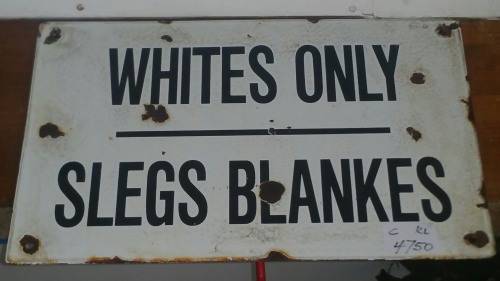 WHITES ONLY
SLEGS BLANKES
4750